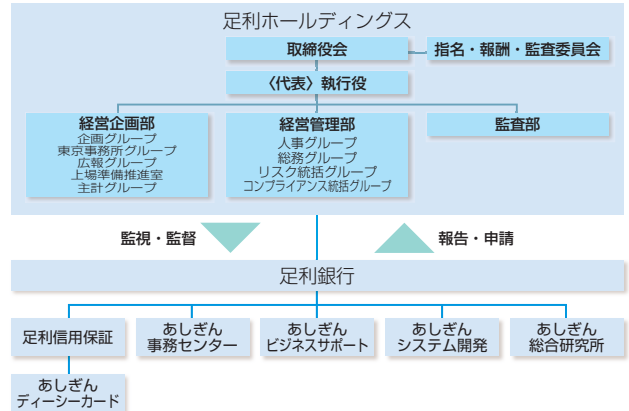 足利ホールディングス
取締役会
指名・報酬・監査委員会
〈代表〉執行役
経営企画部
企画グループ
東京事務所グループ
広報グループ
上場準備推進室
主計グループ
経営管理部
人事グループ
総務グループ
リスク統括グループ
コンプライアンス統括グループ
監査部
監視・監督
報告・申請
足利銀行
足利信用保証
あしぎん
事務センター
あしぎん
ビジネスサポート
あしぎん
システム開発
あしぎん
総合研究所
あしぎん
ディーシーカード